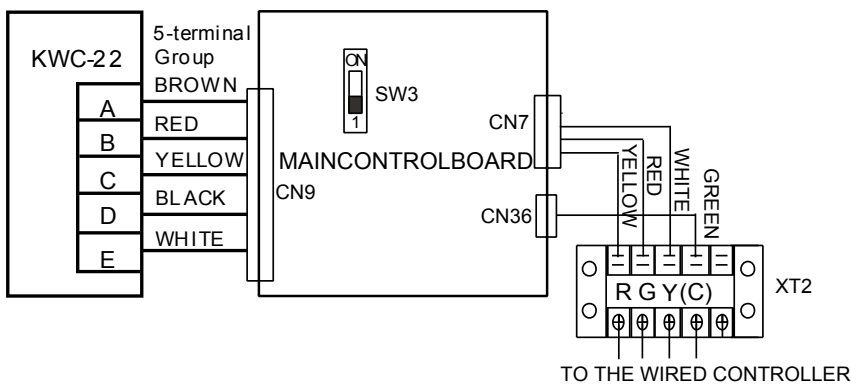 5-terminal
Group
KWC-22
A
B
C
D
E
BROWN
RED
YELLOW
BLACK
WHITE
CN9
ON
1
SW3
MAINCONTROLBOARD
CN7
CN36
YELLOW
RED
WHITE
GREEN
R G Y(C)
XT2
TO THE WIRED CONTROLLER